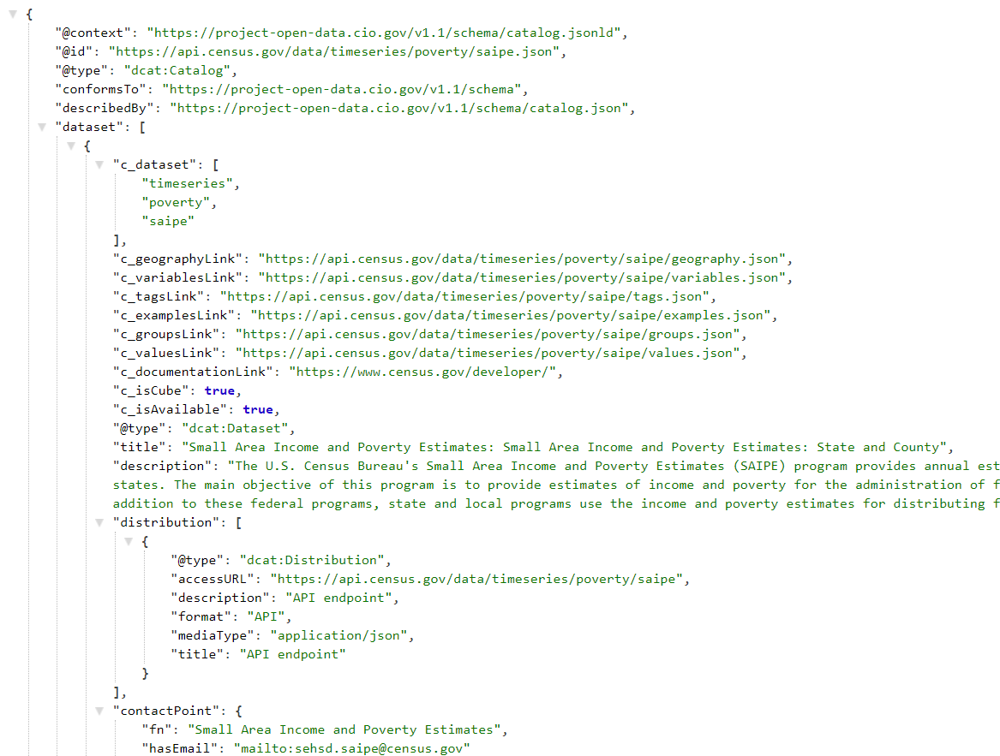 {
"@context": "https://project-open-data.cio.gov/v1.1/schema/catalog.jsonld",
"@id": "https://api.census.gov/data/timeseries/poverty/saipe.json",
"@type": "dcat:Catalog",
"conformsTo": "https://project-open-data.cio.gov/v1.1/schema",
"describedBy": "https://project-open-data.cio.gov/v1.1/schema/catalog.json",
"dataset": [
{
"c_dataset": [
"timeseries",
"poverty",
"saipe"
],
"c_geographyLink": "https://api.census.gov/data/timeseries/poverty/saipe/geography.json",
"c_variablesLink": "https://api.census.gov/data/timeseries/poverty/saipe/variables.json",
"c_tagsLink": "https://api.census.gov/data/timeseries/poverty/saipe/tags.json",
"c_examplesLink": "https://api.census.gov/data/timeseries/poverty/saipe/examples.json",
"c_groupsLink": "https://api.census.gov/data/timeseries/poverty/saipe/groups.json",
"c_valuesLink": "https://api.census.gov/data/timeseries/poverty/saipe/values.json",
"c_documentationLink": "https://www.census.gov/developer/",
"c_isCube": true,
"c_isAvailable": true,
"@type": "dcat:Dataset",
"title": "Small Area Income and Poverty Estimates: Small Area Income and Poverty Estimates: State and County",
"description": "The U.S. Census Bureau's Small Area Income and Poverty Estimates (SAIPE) program provides annual est
states. The main objective of this program is to provide estimates of income and poverty for the administration of f
addition to these federal programs, state and local programs use the income and poverty estimates for distributing f
"distribution": [
{
"@type": "dcat:Distribution",
"accessURL": "https://api.census.gov/data/timeseries/poverty/saipe",
"description": "API endpoint",
"format": "API",
"mediaType": "application/json",
"title": "API endpoint"
}
],
"contactPoint": {
"fn": "Small Area Income and Poverty Estimates",
"hasEmail": "mailto:sehsd.saipe@census.gov"